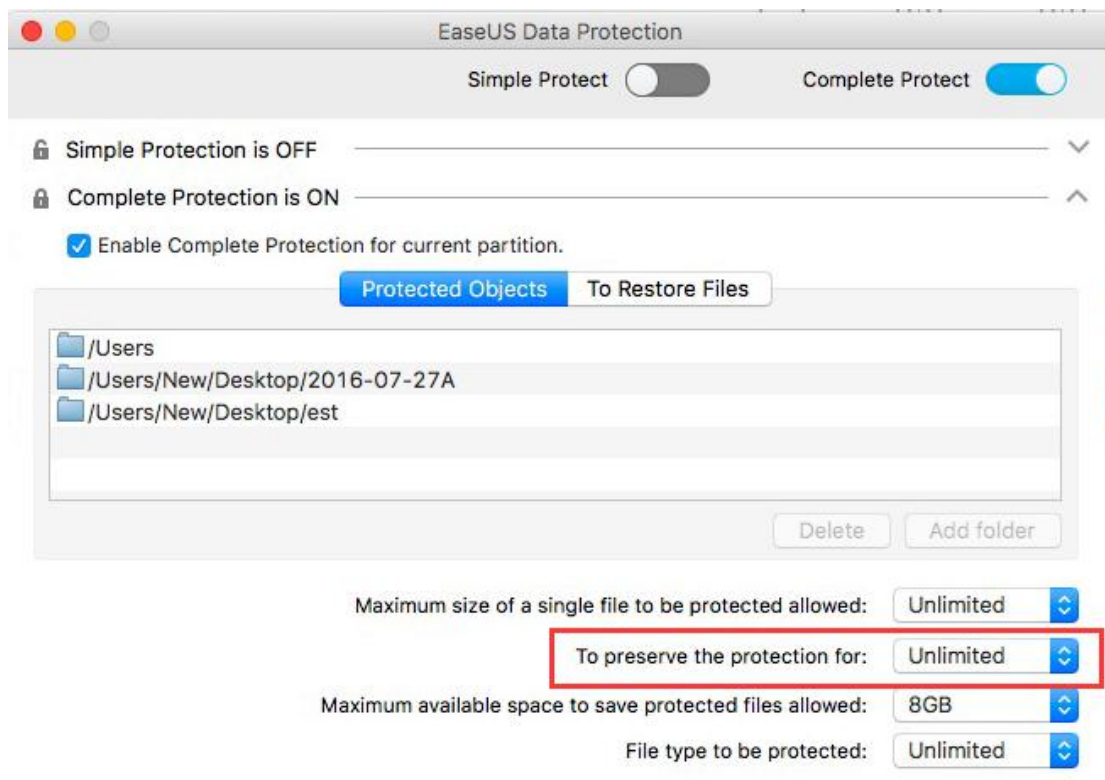 EaseUS Data Protection
Simple Protect Complete Protect
Simple Protection is OFF
Complete Protection is ON
Enable Complete Protection for current partition.
Protected Objects To Restore Files
/Users
/Users/New/Desktop/2016-07-27A
/Users/New/Desktop/est
Delete Add folder
Maximum size of a single file to be protected allowed: Unlimited
To preserve the protection for: Unlimited
Maximum available space to save protected files allowed: 8GB
File type to be protected: Unlimited